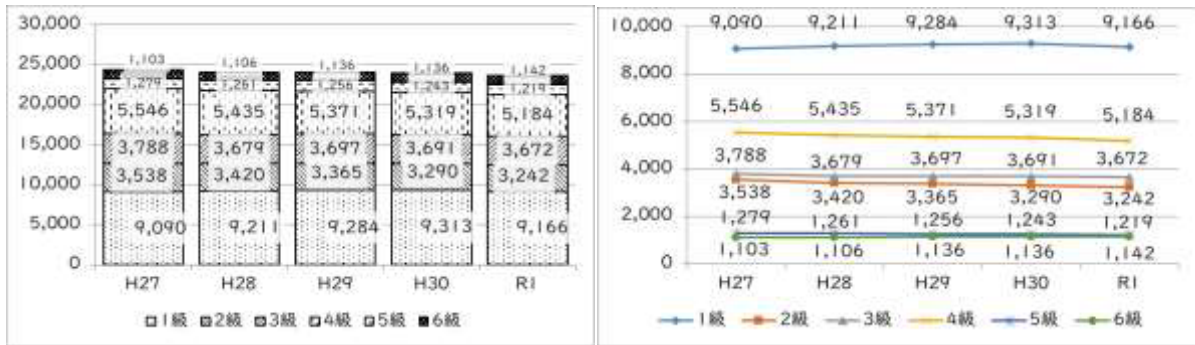 30,000
25,000
20,000
15,000
10,000
5,000
0
1,103 1,106 1,136 1,136 1,142
1,279 1,261 1,256 1,243 1,219
5,546 5,435 5,371 5,319 5,184
3,788 3,679 3,697 3,691 3,672
3,538 3,420 3,365 3,290 3,242
9,090 9,211 9,284 9,313 9,166
H27 H28 H29 H30 R1
1級 2級 3級 4級 5級 6級
10,000
8,000
6,000
4,000
2,000
0
9,090 9,211 9,284 9,313 9,166
5,546 5,435 5,371 5,319 5,184
3,788 3,679 3,697 3,691 3,672
3,538 3,420 3,365 3,290 3,242
1,279 1,261 1,256 1,243 1,219
1,103 1,106 1,136 1,136 1,142
H27 H28 H29 H30 R1
1級 2級 3級 4級 5級 6級